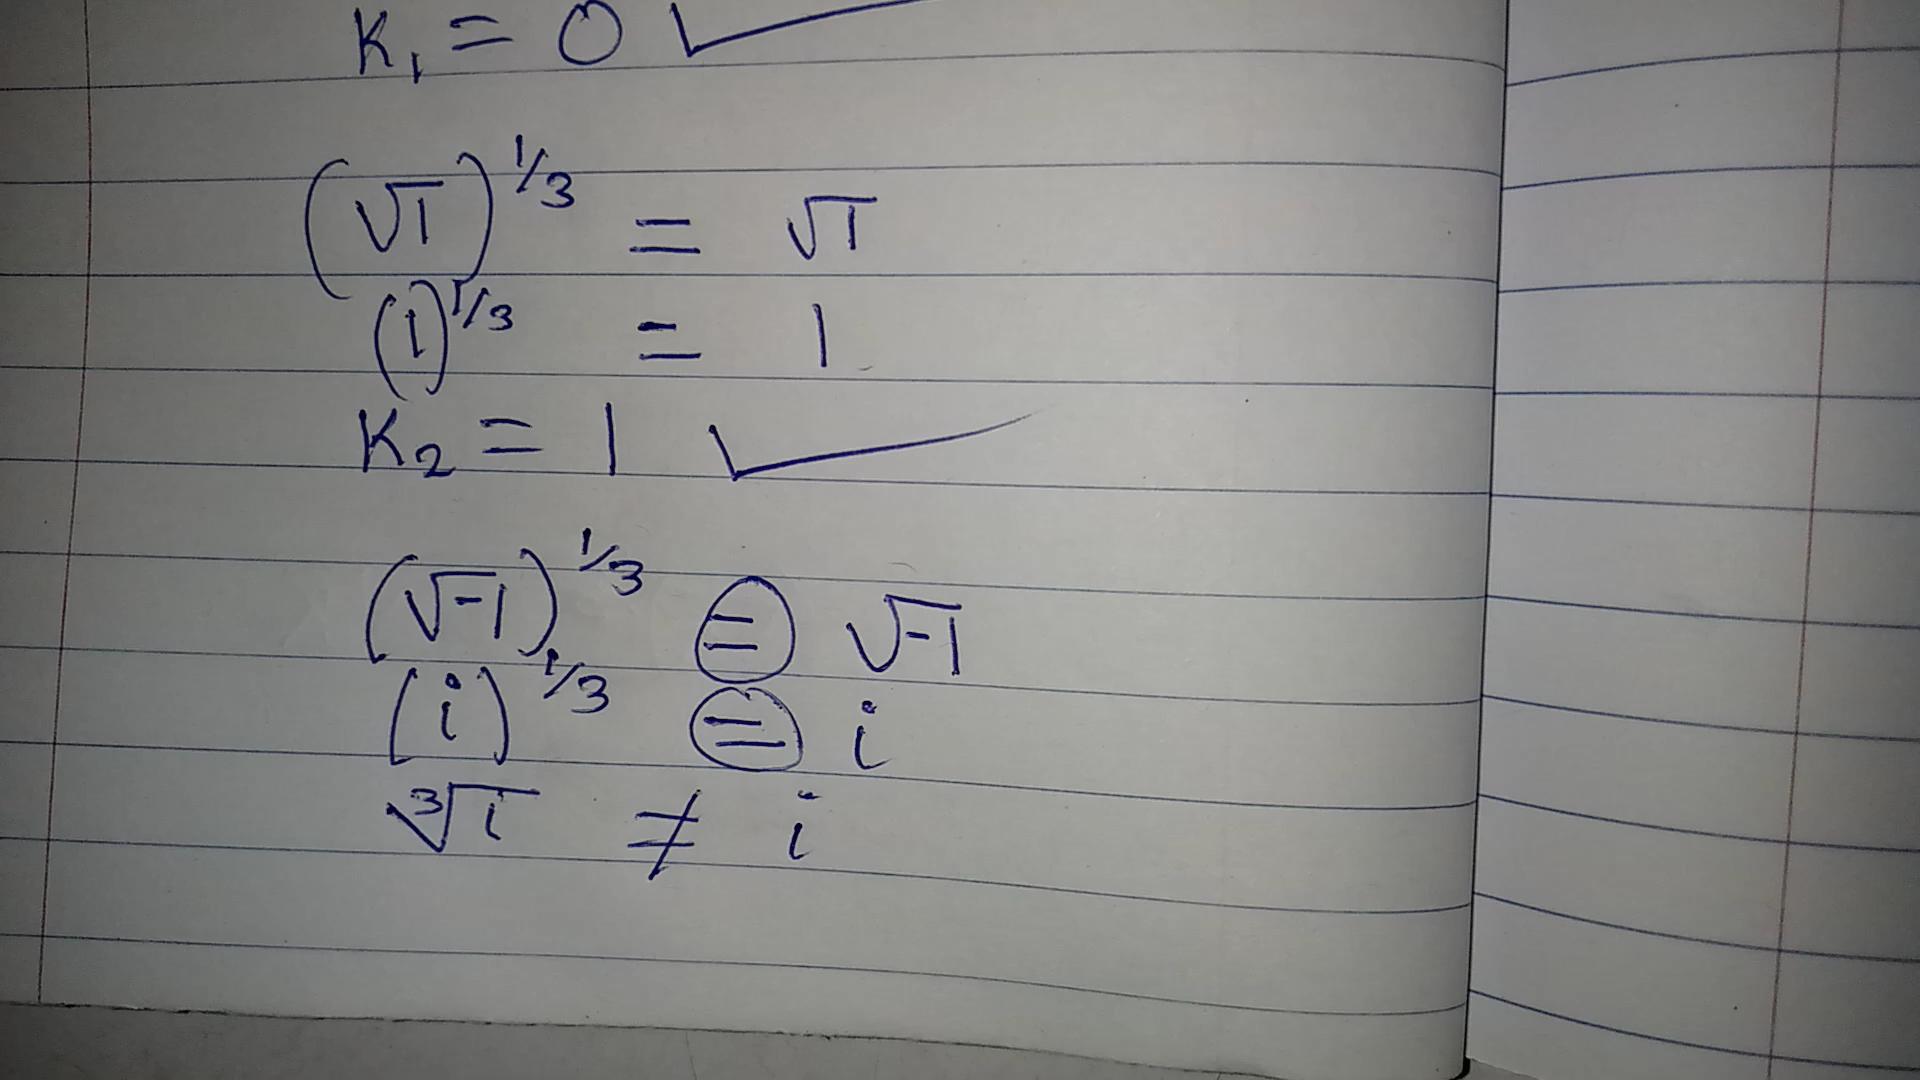 K₁ = 0 ✓
(√1)^1/3 = √1
(1)^1/3 = 1
K₂ = 1 ✓
(√-1)^1/3 = √-1
(i)^1/3 = i
∛i ≠ i